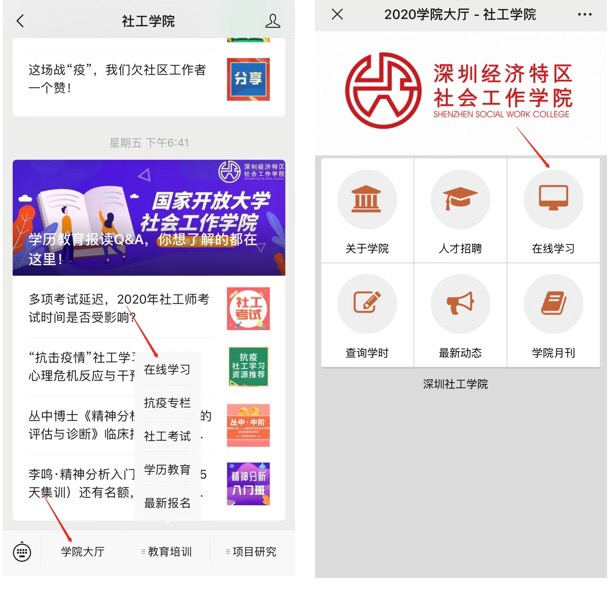 社工学院
这场战“疫”，我们欠社区工作者
一个赞！
分享
星期五 下午6:41
深圳经济特区
社会工作学院
国家开放大学
社会工作学院
学历教育报读Q&A，你想了解的都在
这里！
多项考试延迟，2020年社工师考
试时间是否受影响？
社工
考试
“抗击疫情”社工学
心理危机反应与干
抗疫
社工学习
资源推荐
丛中博士《精神分析
的
评估与诊断》临床
丛中·中阶
李鸣·精神分析入门
5
天集训）还有名额，
精神分析
入门班
在线学习
抗疫专栏
社工考试
学历教育
最新报名
学院大厅
教育培训
项目研究
2020学院大厅 - 社工学院
深圳经济特区
社会工作学院
SHENZHEN SOCIAL WORK COLLEGE
关于学院
人才招聘
在线学习
查询学时
最新动态
学院月刊
深圳社工学院